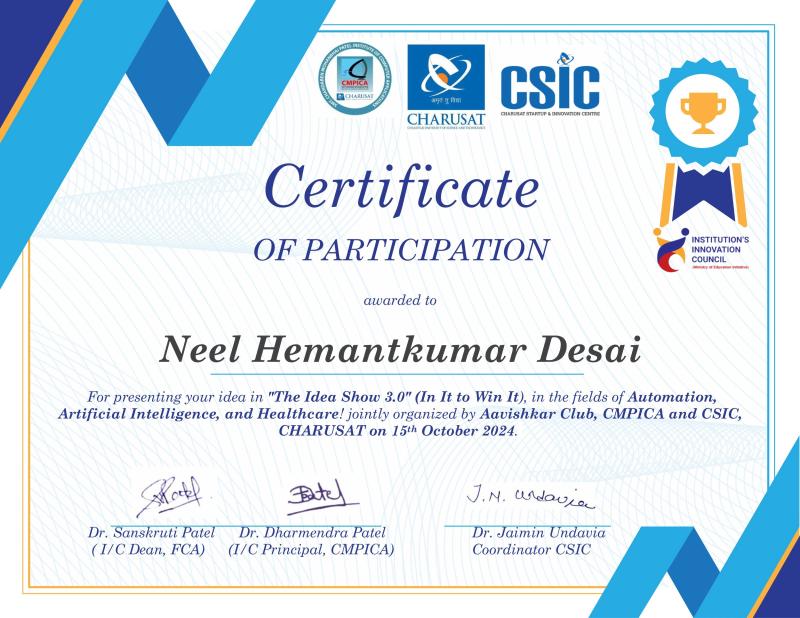 CMPICA
CHARUSAT
अमृतं तु विद्या
CHARUSAT
CSIC
CHARUSAT STARTUP & INNOVATION CENTRE
INSTITUTION'S
INNOVATION
COUNCIL
(Ministry of Education Initiative)
Certificate
OF PARTICIPATION
awarded to
Neel Hemantkumar Desai
For presenting your idea in "The Idea Show 3.0" (In It to Win It), in the fields of Automation,
Artificial Intelligence, and Healthcare! jointly organized by Aavishkar Club, CMPICA and CSIC,
CHARUSAT on 15th October 2024.
J.N. Undavia
Dr. Sanskruti Patel Dr. Dharmendra Patel Dr. Jaimin Undavia
( I/C Dean, FCA) (I/C Principal, CMPICA) Coordinator CSIC